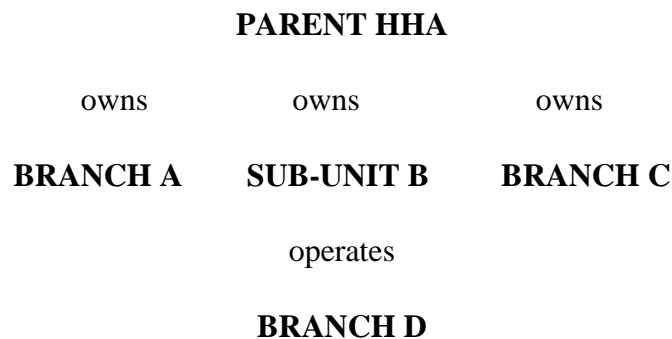 PARENT HHA
owns owns owns
BRANCH A SUB-UNIT B BRANCH C
operates
BRANCH D